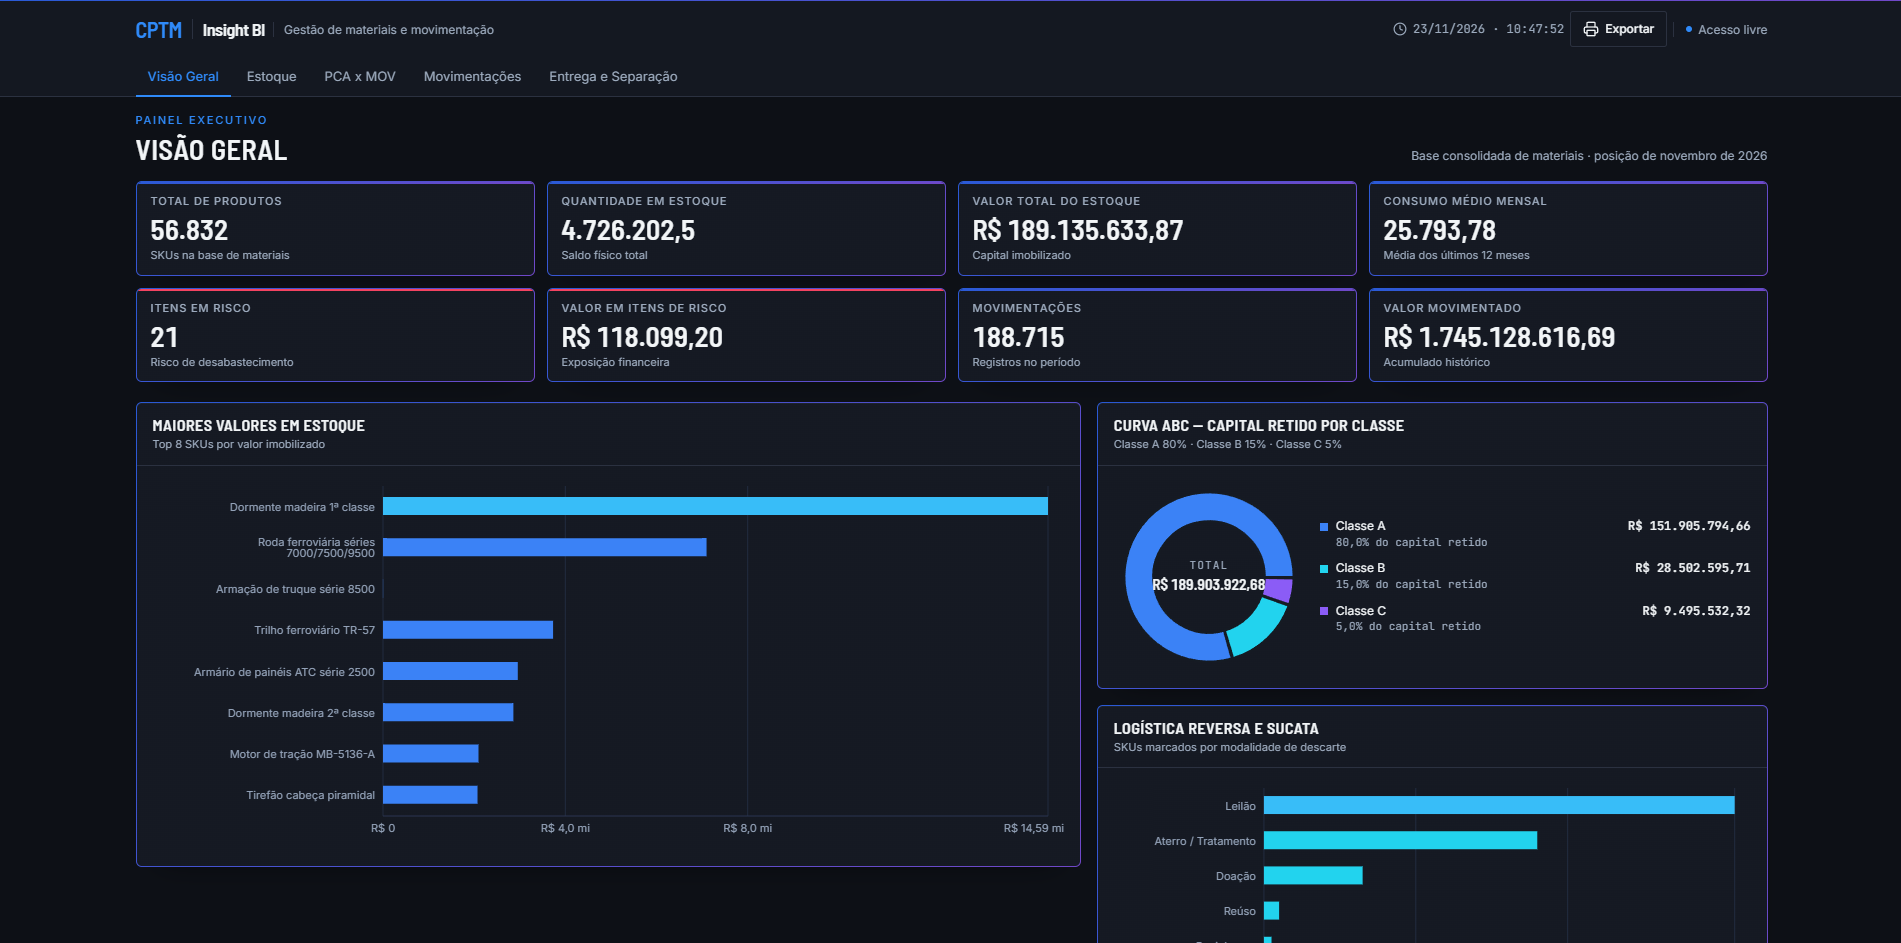 CPTM Insight BI Gestão de materiais e movimentação 23/11/2026 · 10:47:52 Exportar Acesso livre
Visão Geral Estoque PCA x MOV Movimentações Entrega e Separação
PAINEL EXECUTIVO
VISÃO GERAL
Base consolidada de materiais · posição de novembro de 2026
TOTAL DE PRODUTOS
56.832
SKUs na base de materiais
QUANTIDADE EM ESTOQUE
4.726.202,5
Saldo físico total
VALOR TOTAL DO ESTOQUE
R$ 189.135.633,87
Capital imobilizado
CONSUMO MÉDIO MENSAL
25.793,78
Média dos últimos 12 meses
ITENS EM RISCO
21
Risco de desabastecimento
VALOR EM ITENS DE RISCO
R$ 118.099,20
Exposição financeira
MOVIMENTAÇÕES
188.715
Registros no período
VALOR MOVIMENTADO
R$ 1.745.128.616,69
Acumulado histórico
MAIORES VALORES EM ESTOQUE
Top 8 SKUs por valor imobilizado
Dormente madeira 1ª classe
Roda ferroviária séries
7000/7500/9500
Armação de truque série 8500
Trilho ferroviário TR-57
Armário de painéis ATC série 2500
Dormente madeira 2ª classe
Motor de tração MB-5136-A
Tirefão cabeça piramidal
R$ 0 R$ 4,0 mi R$ 8,0 mi R$ 14,59 mi
CURVA ABC — CAPITAL RETIDO POR CLASSE
Classe A 80% · Classe B 15% · Classe C 5%
TOTAL
R$ 189.903.922,68
Classe A R$ 151.905.794,66
80,0% do capital retido
Classe B R$ 28.502.595,71
15,0% do capital retido
Classe C R$ 9.495.532,32
5,0% do capital retido
LOGÍSTICA REVERSA E SUCATA
SKUs marcados por modalidade de descarte
Leilão
Aterro / Tratamento
Doação
Reúso